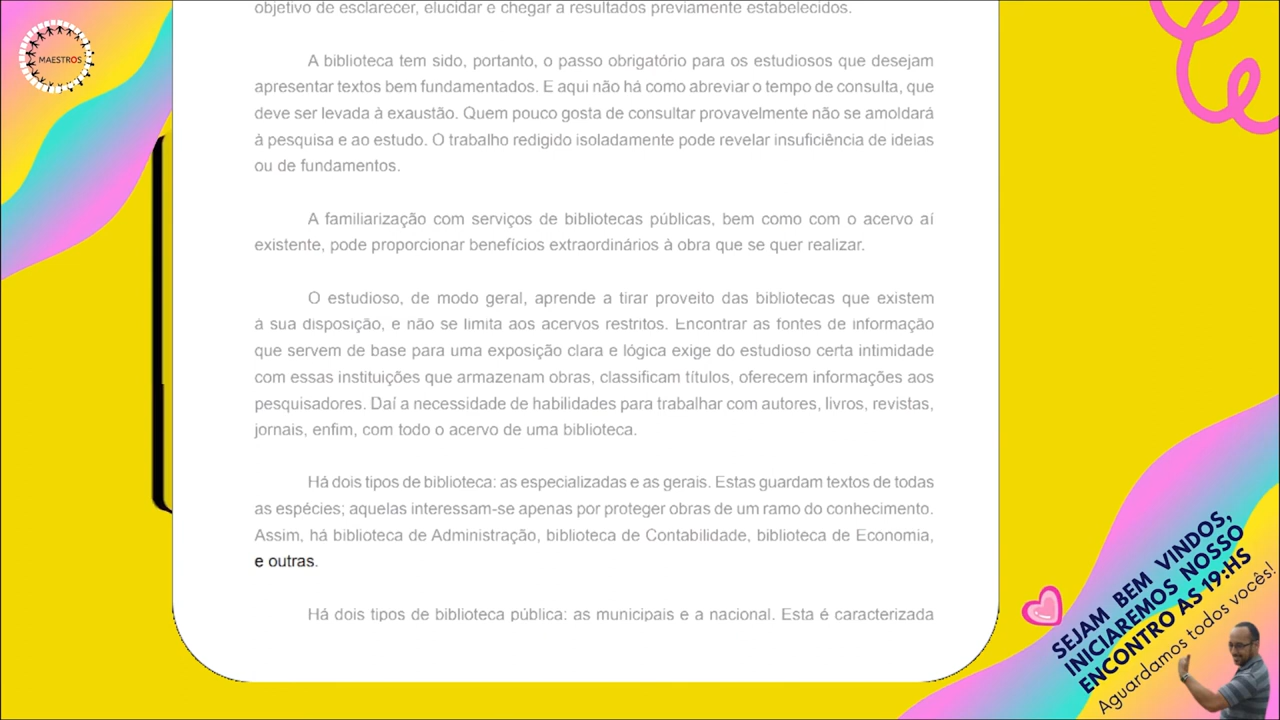 MAESTROS
objetivo de esclarecer, elucidar e chegar a resultados previamente estabelecidos.
A biblioteca tem sido, portanto, o passo obrigatório para os estudiosos que desejam
apresentar textos bem fundamentados. E aqui não há como abreviar o tempo de consulta, que
deve ser levada à exaustão. Quem pouco gosta de consultar provavelmente não se amoldará
à pesquisa e ao estudo. O trabalho redigido isoladamente pode revelar insuficiência de ideias
ou de fundamentos.
A familiarização com serviços de bibliotecas públicas, bem como com o acervo aí
existente, pode proporcionar benefícios extraordinários à obra que se quer realizar.
O estudioso, de modo geral, aprende a tirar proveito das bibliotecas que existem
à sua disposição, e não se limita aos acervos restritos. Encontrar as fontes de informação
que servem de base para uma exposição clara e lógica exige do estudioso certa intimidade
com essas instituições que armazenam obras, classificam títulos, oferecem informações aos
pesquisadores. Daí a necessidade de habilidades para trabalhar com autores, livros, revistas,
jornais, enfim, com todo o acervo de uma biblioteca.
Há dois tipos de biblioteca: as especializadas e as gerais. Estas guardam textos de todas
as espécies; aquelas interessam-se apenas por proteger obras de um ramo do conhecimento.
Assim, há biblioteca de Administração, biblioteca de Contabilidade, biblioteca de Economia,
e outras.
Há dois tipos de biblioteca pública: as municipais e a nacional. Esta é caracterizada
SEJAM BEM VINDOS,
INICIAREMOS NOSSO
ENCONTRO AS 19:HS
Aguardamos todos vocês!